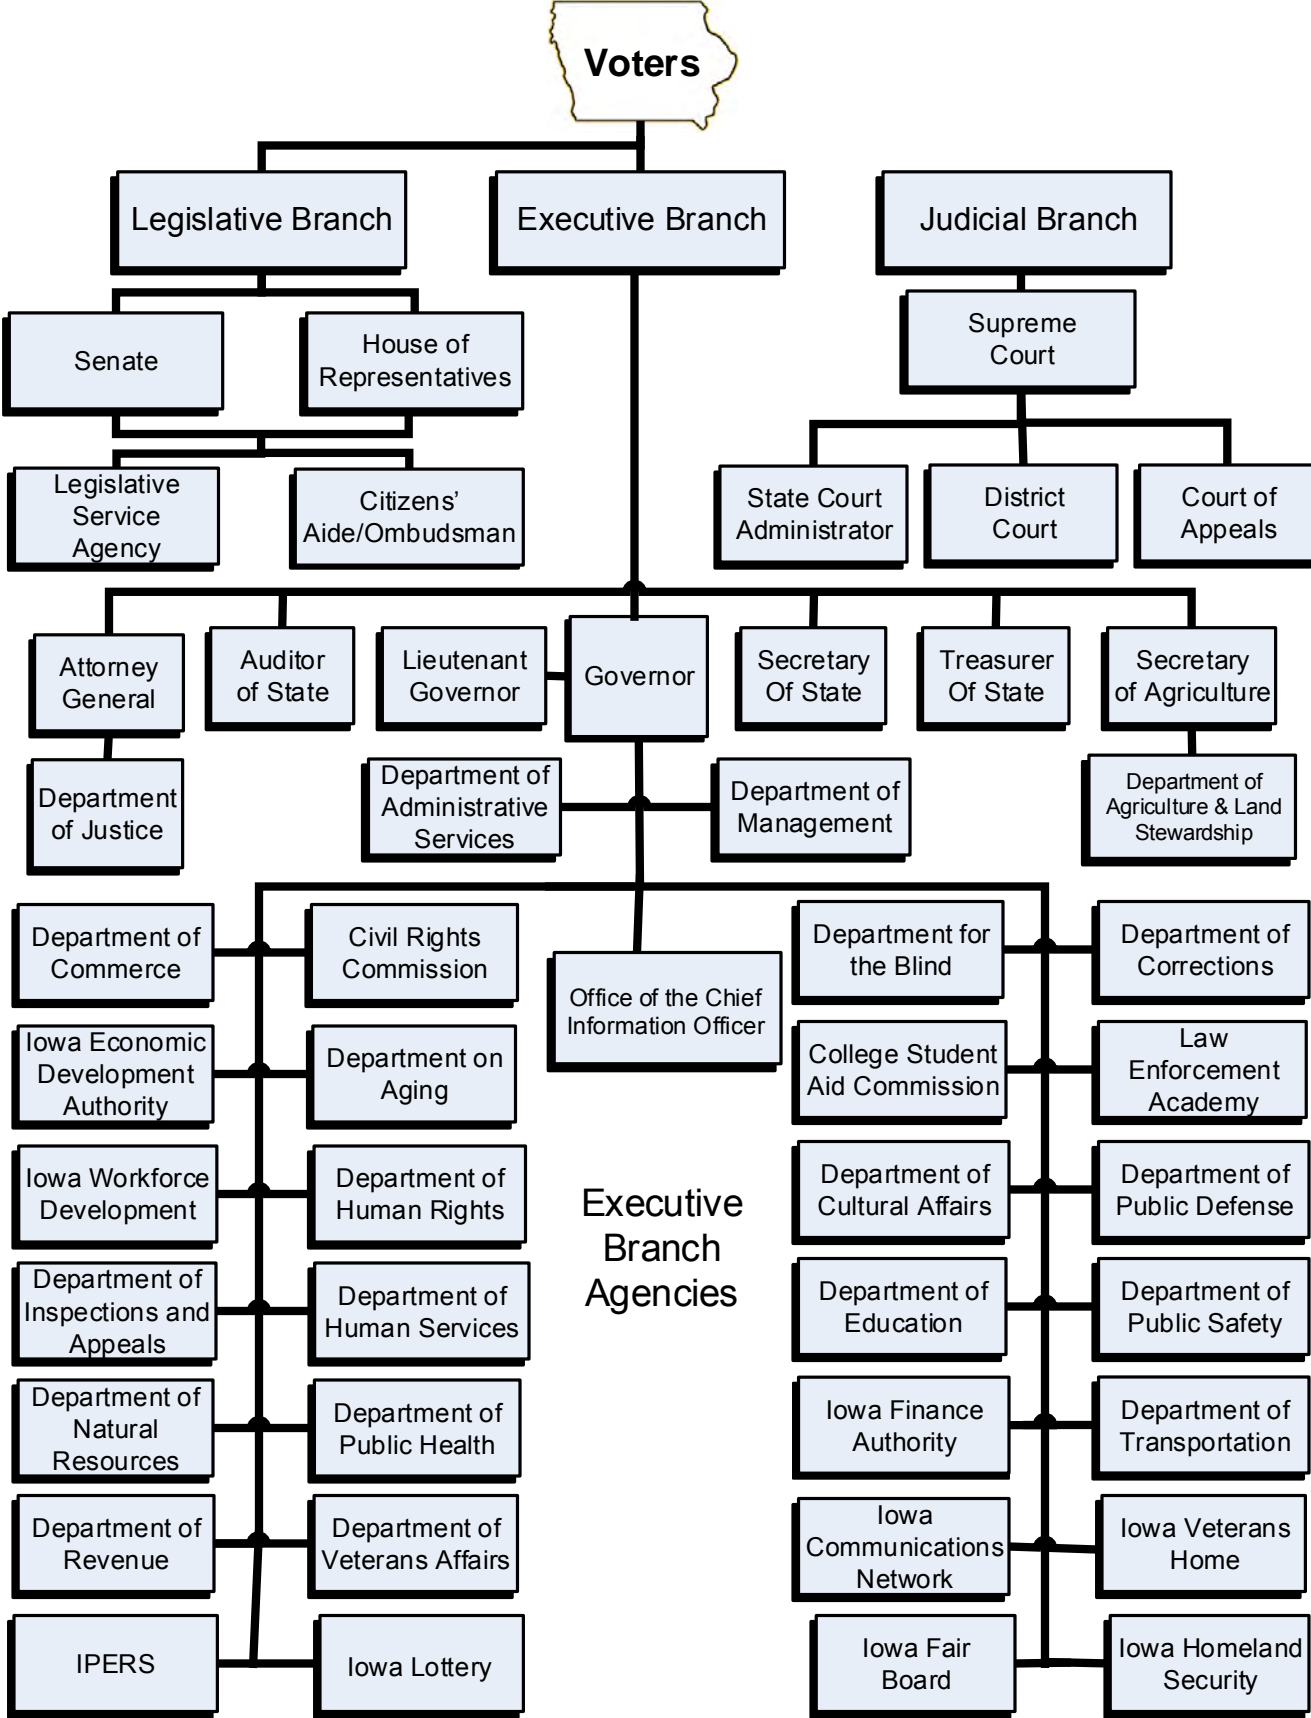 Voters
Legislative Branch
Executive Branch
Judicial Branch
Senate
House of
Representatives
Supreme
Court
Legislative
Service
Agency
Citizens’
Aide/Ombudsman
State Court
Administrator
District
Court
Court of
Appeals
Attorney
General
Auditor
of State
Lieutenant
Governor
Governor
Secretary
Of State
Treasurer
Of State
Secretary
of Agriculture
Department
of Justice
Department of
Administrative
Services
Department of
Management
Department of
Agriculture & Land
Stewardship
Department of
Commerce
Civil Rights
Commission
Office of the Chief
Information Officer
Department for
the Blind
Department of
Corrections
Iowa Economic
Development
Authority
Department on
Aging
College Student
Aid Commission
Law
Enforcement
Academy
Iowa Workforce
Development
Department of
Human Rights
Executive
Branch
Agencies
Department of
Cultural Affairs
Department of
Public Defense
Department of
Inspections and
Appeals
Department of
Human Services
Department of
Education
Department of
Public Safety
Department of
Natural
Resources
Department of
Public Health
Iowa Finance
Authority
Department of
Transportation
Department of
Revenue
Department of
Veterans Affairs
Iowa
Communications
Network
Iowa Veterans
Home
IPERS
Iowa Lottery
Iowa Fair
Board
Iowa Homeland
Security